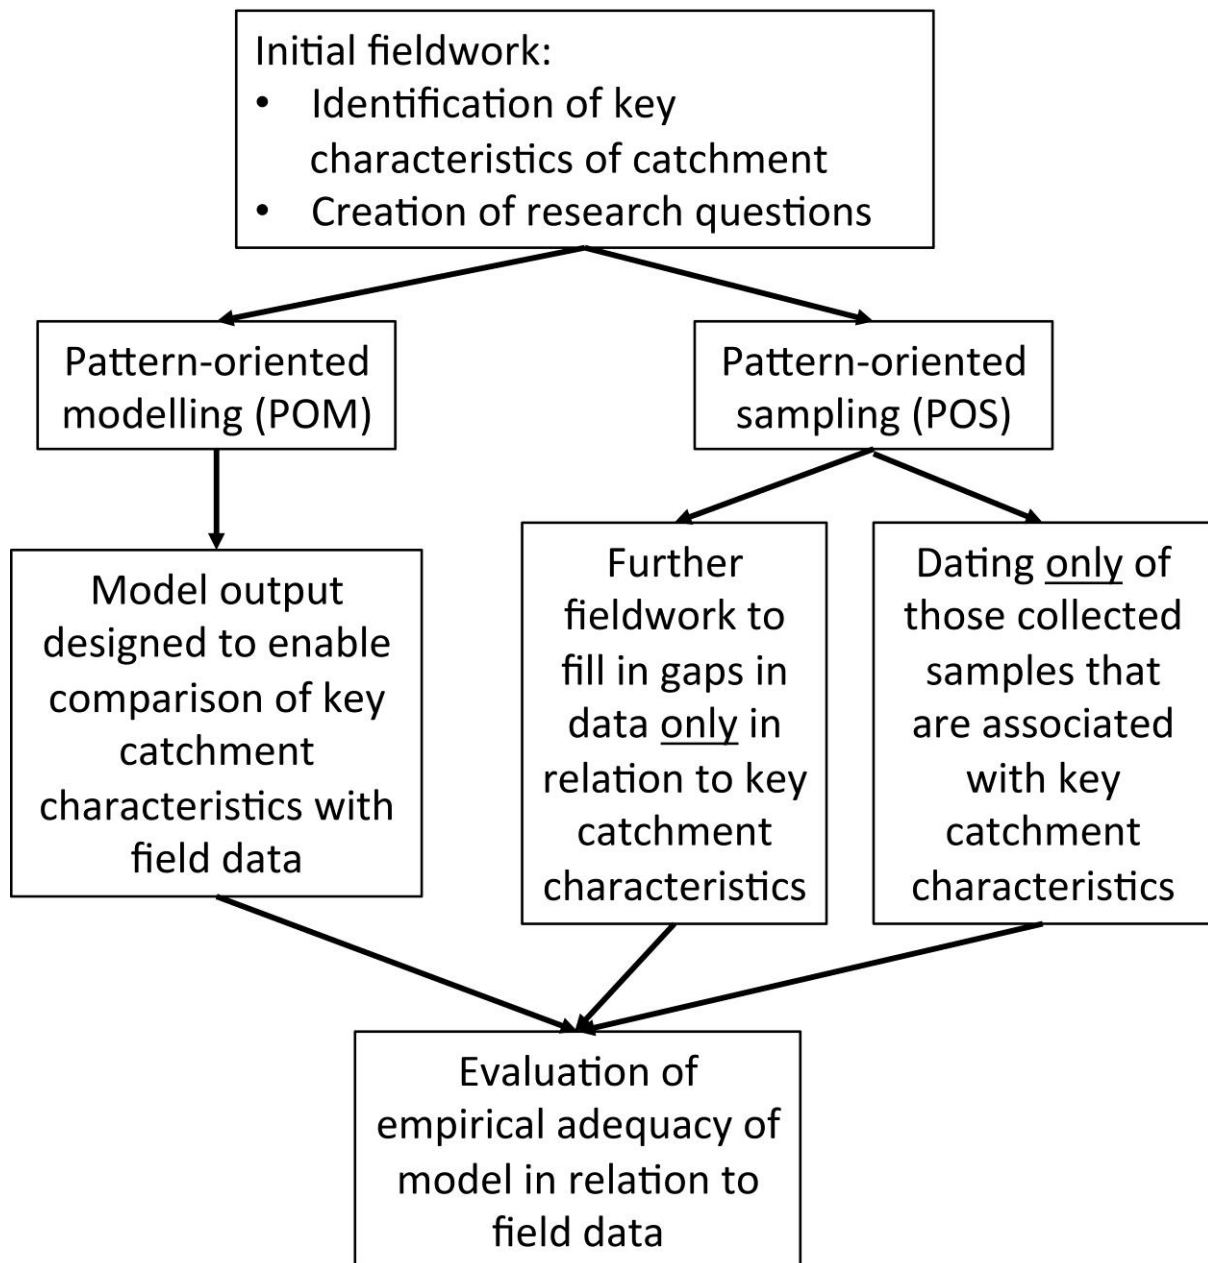 Initial fieldwork:
• Identification of key
characteristics of catchment
• Creation of research questions
Pattern-oriented
modelling (POM)
Pattern-oriented
sampling (POS)
Model output
designed to enable
comparison of key
catchment
characteristics with
field data
Further
fieldwork to
fill in gaps in
data only in
relation to key
catchment
characteristics
Dating only of
those collected
samples that
are associated
with key
catchment
characteristics
Evaluation of
empirical adequacy of
model in relation to
field data